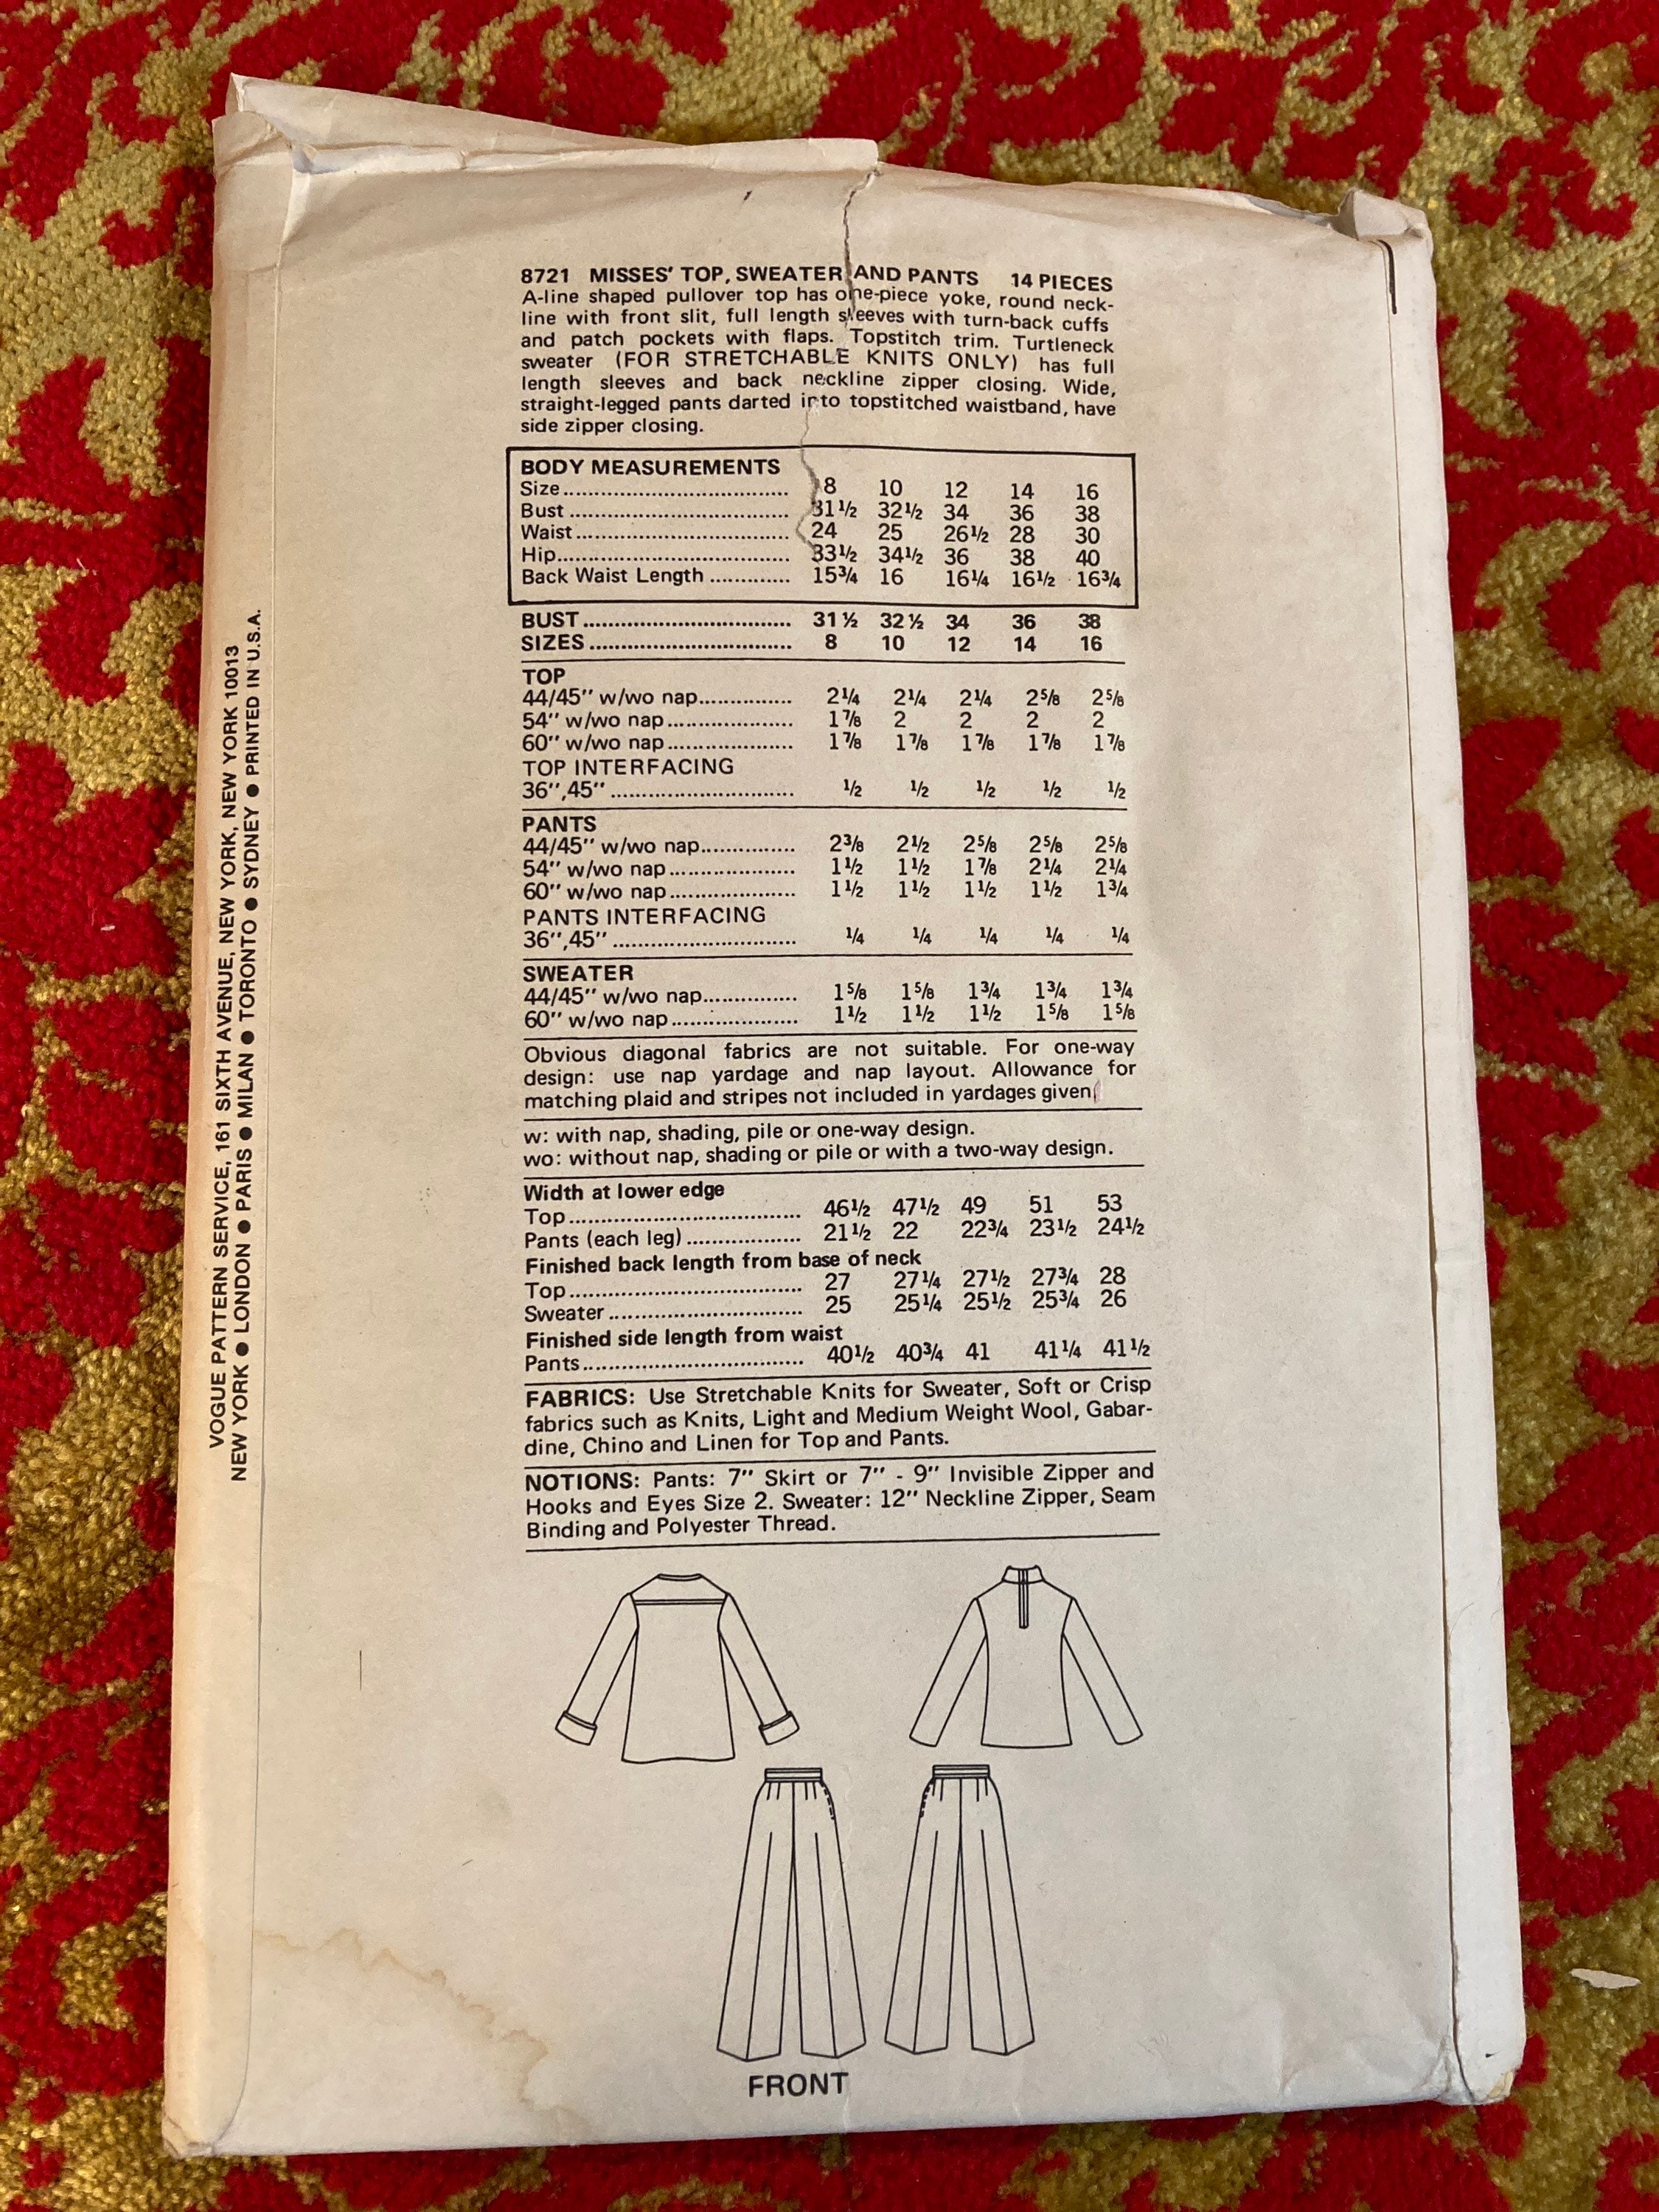 8721 MISSES' TOP, SWEATER AND PANTS 14 PIECES
A-line shaped pullover top has one-piece yoke, round neck-
line with front slit, full length sleeves with turn-back cuffs
and patch pockets with flaps. Topstitch trim. Turtleneck
sweater (FOR STRETCHABLE KNITS ONLY) has full
length sleeves and back neckline zipper closing. Wide,
straight-legged pants darted into topstitched waistband, have
side zipper closing.
BODY MEASUREMENTS
Size 8 10 12 14 16
Bust 31½ 32½ 34 36 38
Waist 24 25 26½ 28 30
Hip 33½ 34½ 36 38 40
Back Waist Length 15¾ 16 16¼ 16½ 16¾
BUST 31½ 32½ 34 36 38
SIZES 8 10 12 14 16
TOP
44/45" w/wo nap 2¼ 2¼ 2¼ 2⅝ 2⅝
54" w/wo nap 1⅞ 2 2 2 2
60" w/wo nap 1⅞ 1⅞ 1⅞ 1⅞ 1⅞
TOP INTERFACING
36",45" ½ ½ ½ ½ ½
PANTS
44/45" w/wo nap 2⅜ 2½ 2⅝ 2⅝ 2⅝
54" w/wo nap 1½ 1½ 1⅞ 2¼ 2¼
60" w/wo nap 1½ 1½ 1½ 1½ 1¾
PANTS INTERFACING
36",45" ¼ ¼ ¼ ¼ ¼
SWEATER
44/45" w/wo nap 1⅝ 1⅝ 1¾ 1¾ 1¾
60" w/wo nap 1½ 1½ 1½ 1⅝ 1⅝
Obvious diagonal fabrics are not suitable. For one-way
design: use nap yardage and nap layout. Allowance for
matching plaid and stripes not included in yardages given.
w: with nap, shading, pile or one-way design.
wo: without nap, shading or pile or with a two-way design.
Width at lower edge
Top 46½ 47½ 49 51 53
Pants (each leg) 21½ 22 22¾ 23½ 24½
Finished back length from base of neck
Top 27 27¼ 27½ 27¾ 28
Sweater 25 25¼ 25½ 25¾ 26
Finished side length from waist
Pants 40½ 40¾ 41 41¼ 41½
FABRICS: Use Stretchable Knits for Sweater, Soft or Crisp
fabrics such as Knits, Light and Medium Weight Wool, Gabar-
dine, Chino and Linen for Top and Pants.
NOTIONS: Pants: 7" Skirt or 7" - 9" Invisible Zipper and
Hooks and Eyes Size 2. Sweater: 12" Neckline Zipper, Seam
Binding and Polyester Thread.
FRONT
VOGUE PATTERN SERVICE, 161 SIXTH AVENUE, NEW YORK, NEW YORK 10013
NEW YORK ● LONDON ● PARIS ● MILAN ● TORONTO ● SYDNEY ● PRINTED IN U.S.A.